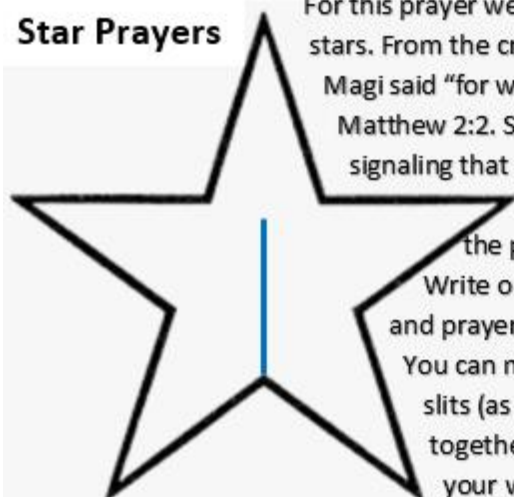 Star Prayers
For this prayer we
stars. From the
Magi said “for
Matthew 2:2.
signaling that
the
Write
and prayer
You can
slits (as
your